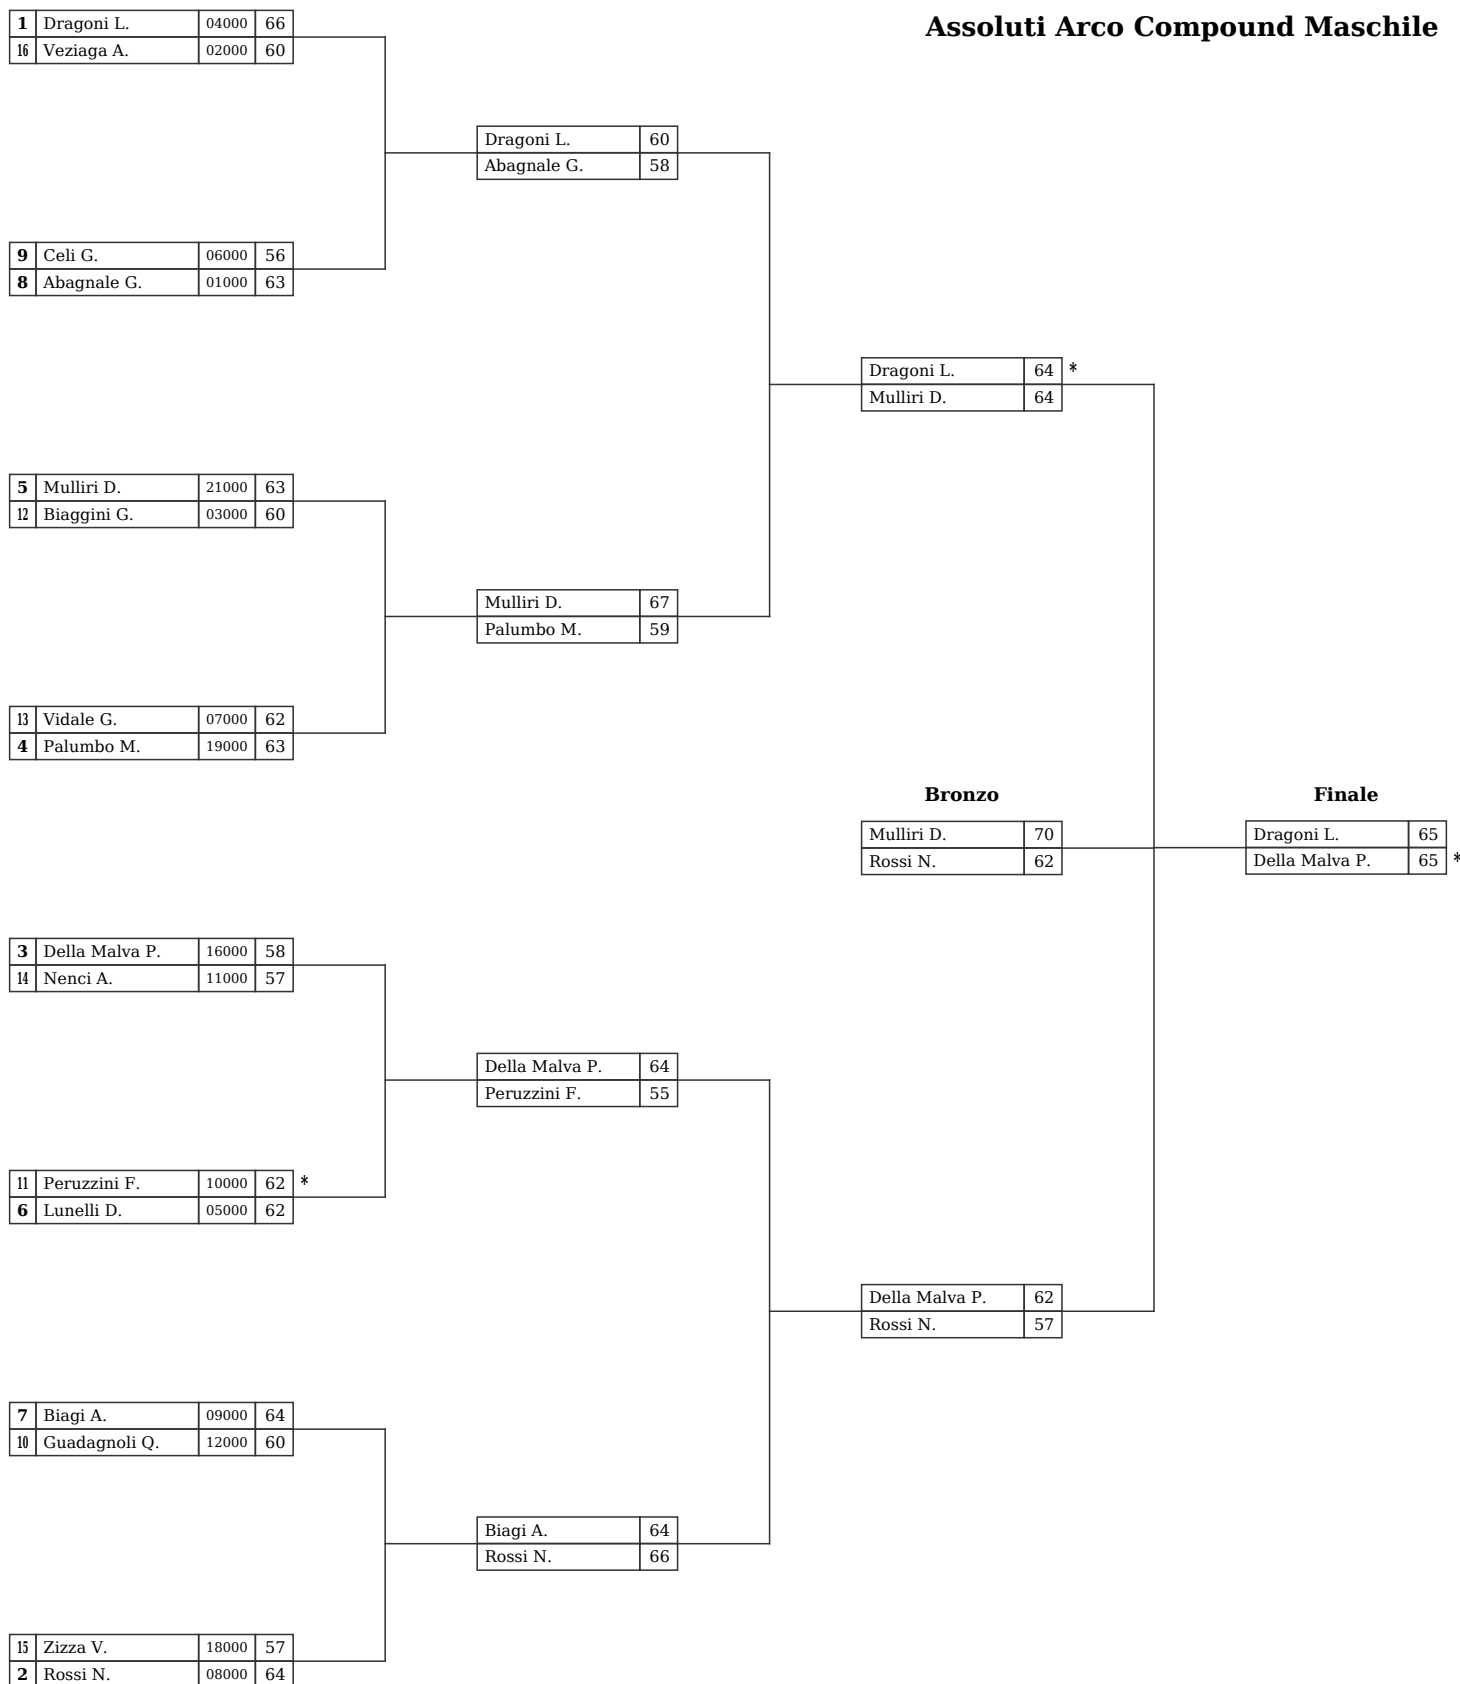 Assoluti Arco Compound Maschile
1 Dragoni L. 04000 66
16 Veziaga A. 02000 60
Dragoni L. 60
Abagnale G. 58
9 Celi G. 06000 56
8 Abagnale G. 01000 63
Dragoni L. 64 *
Mulliri D. 64
5 Mulliri D. 21000 63
12 Biaggini G. 03000 60
Mulliri D. 67
Palumbo M. 59
13 Vidale G. 07000 62
4 Palumbo M. 19000 63
Bronzo
Mulliri D. 70
Rossi N. 62
Finale
Dragoni L. 65
Della Malva P. 65 *
3 Della Malva P. 16000 58
14 Nenci A. 11000 57
Della Malva P. 64
Peruzzini F. 55
11 Peruzzini F. 10000 62 *
6 Lunelli D. 05000 62
Della Malva P. 62
Rossi N. 57
7 Biagi A. 09000 64
10 Guadagnoli Q. 12000 60
Biagi A. 64
Rossi N. 66
15 Zizza V. 18000 57
2 Rossi N. 08000 64